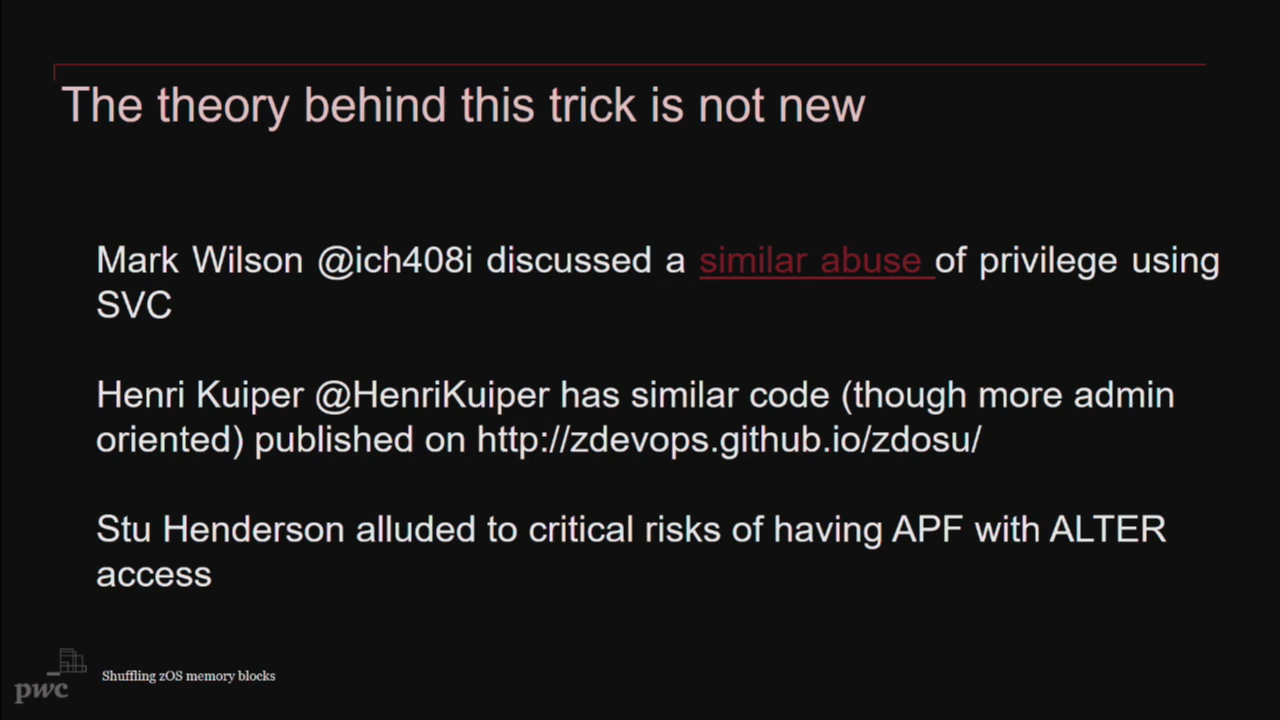 The theory behind this trick is not new
Mark Wilson @ich408i discussed a similar abuse of privilege using
SVC
Henri Kuiper @HenriKuiper has similar code (though more admin
oriented) published on http://zdevops.github.io/zdosu/
Stu Henderson alluded to critical risks of having APF with ALTER
access
pwc
Shuffling zOS memory blocks